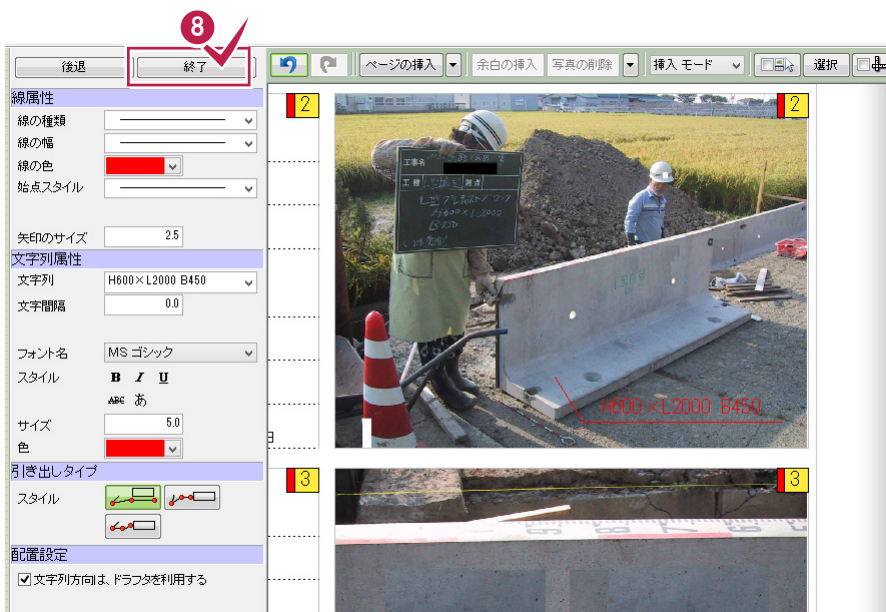 8
後退
終了
ページの挿入
余白の挿入
写真の削除
挿入 モード
選択
線属性
線の種類
線の幅
線の色
始点スタイル
矢印のサイズ
2.5
文字列属性
文字列
H600×L2000 B450
文字間隔
0.0
フォント名
MS ゴシック
スタイル
B I U
ABC あ
サイズ
5.0
色
引き出しタイプ
スタイル
配置設定
文字列方向は、ドラフタを利用する
2
2
工事名
工種
測点
H600×L2000
H600×L2000 B450
3
3